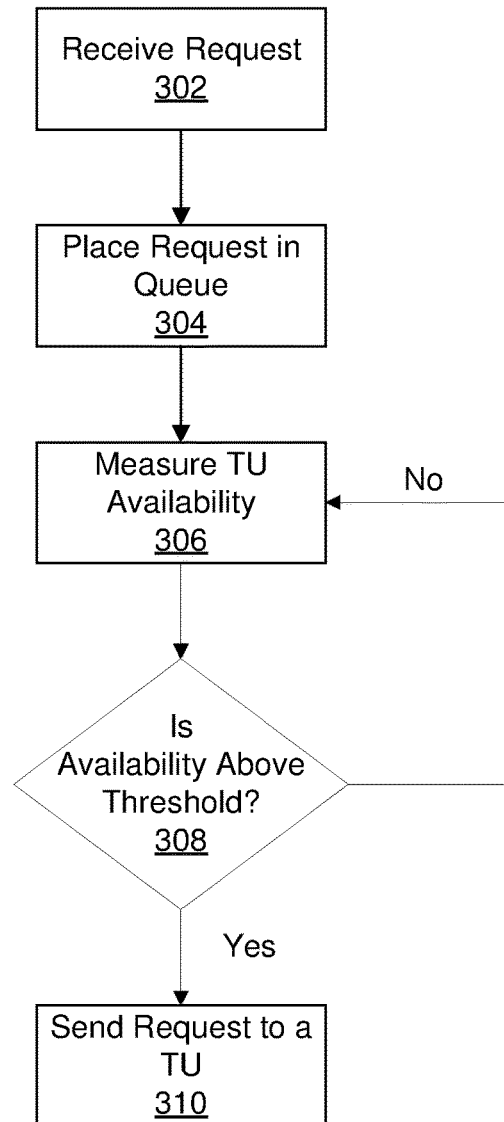 Receive Request
302
Place Request in
Queue
304
Measure TU
Availability
306
No
Is
Availability Above
Threshold?
308
Yes
Send Request to a
TU
310